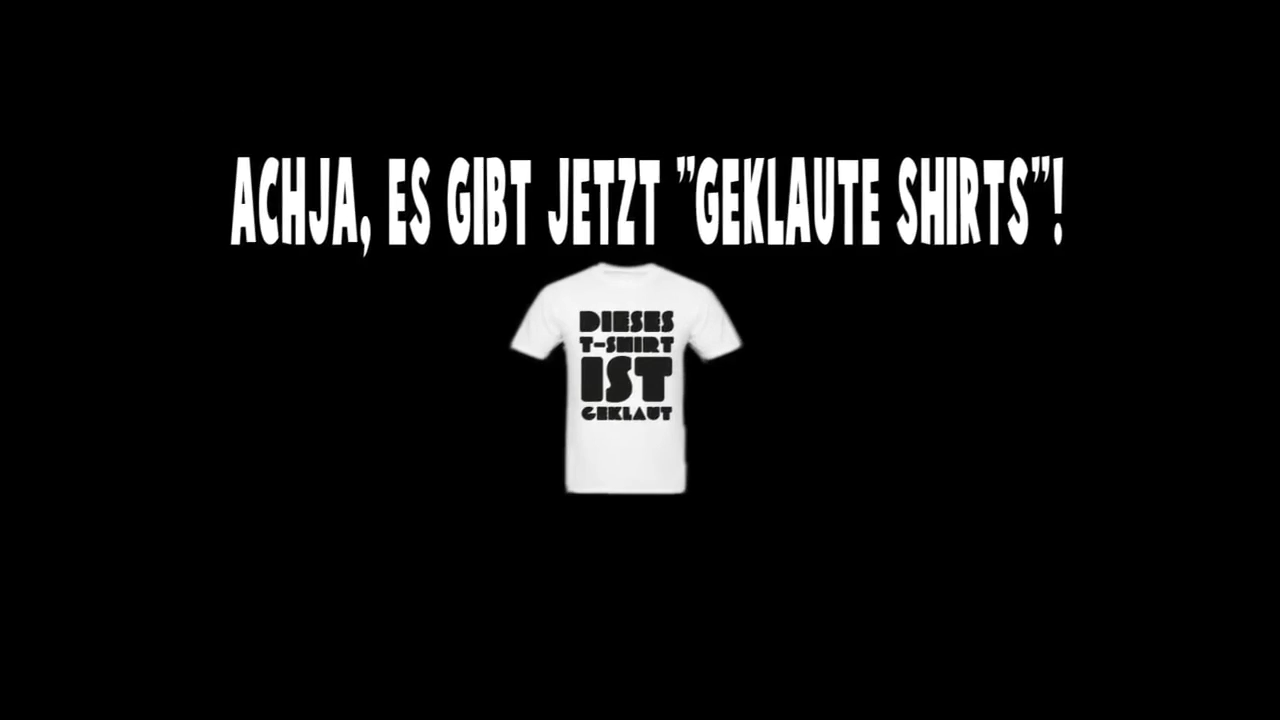 ACHJA, ES GIBT JETZT "GEKLAUTE SHIRTS"!
DIESES
T-SHIRT
IST
GEKLAUT